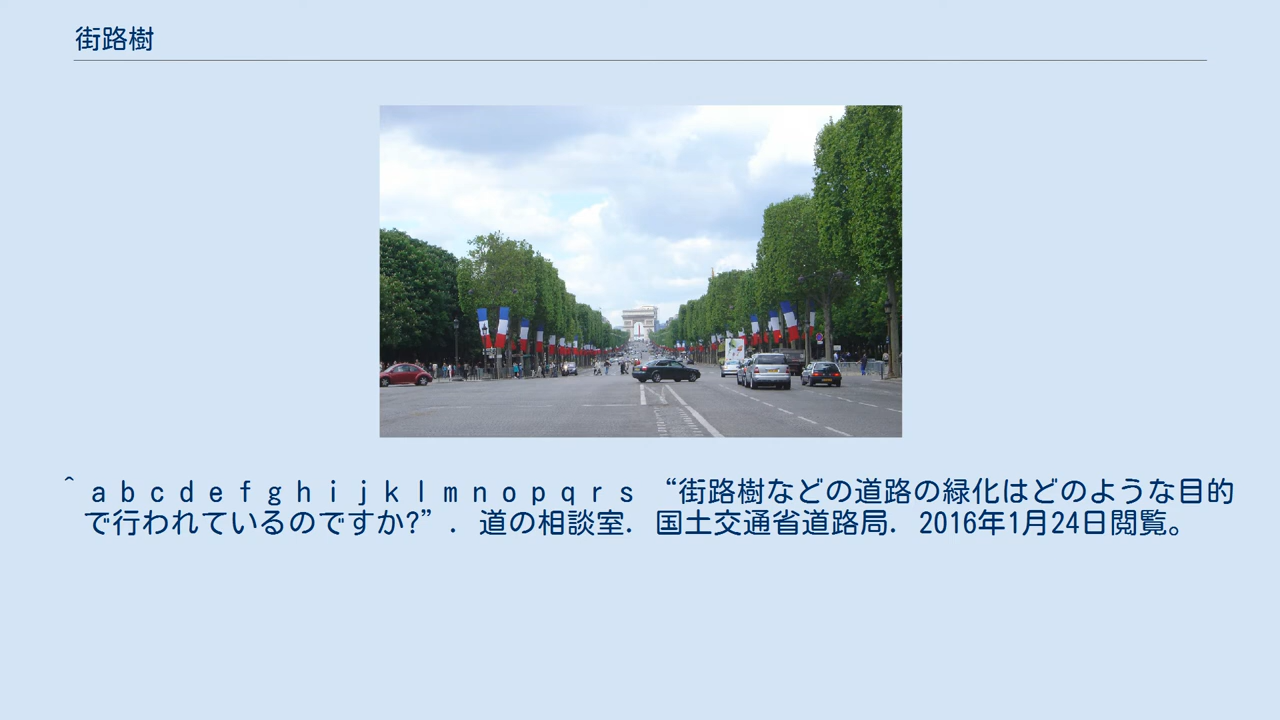 街路樹
^ a b c d e f g h i j k l m n o p q r s “街路樹などの道路の緑化はどのような目的
で行われているのですか?”. 道の相談室. 国土交通省道路局. 2016年1月24日閲覧。